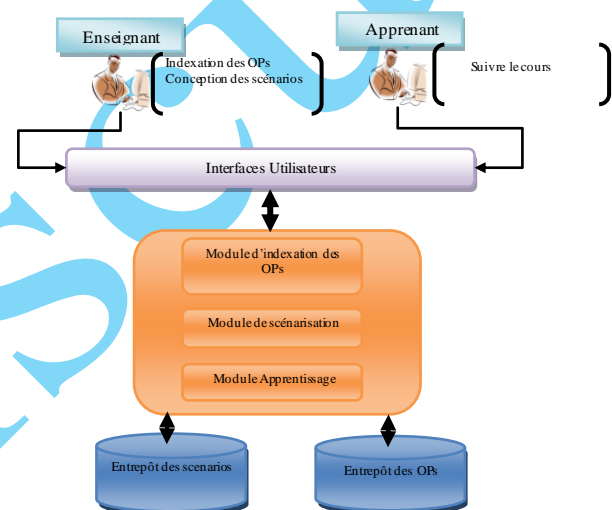 Enseignant
Apprenant
Indexation des OPs
Conception des scénarios
Suivre le cours
Interfaces Utilisateurs
Module d'indexation des
OPs
Module de scénarisation
Module Apprentissage
Entrepôt des scenarios
Entrepôt des OPs